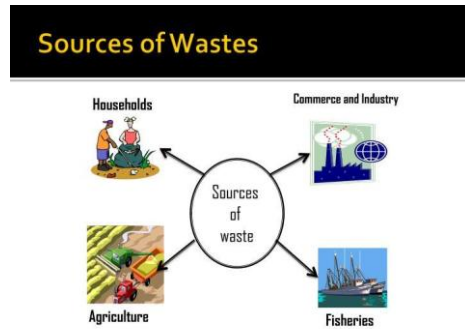 Sources of Wastes
Households
Commerce and Industry
Sources
of
waste
Agriculture
Fisheries